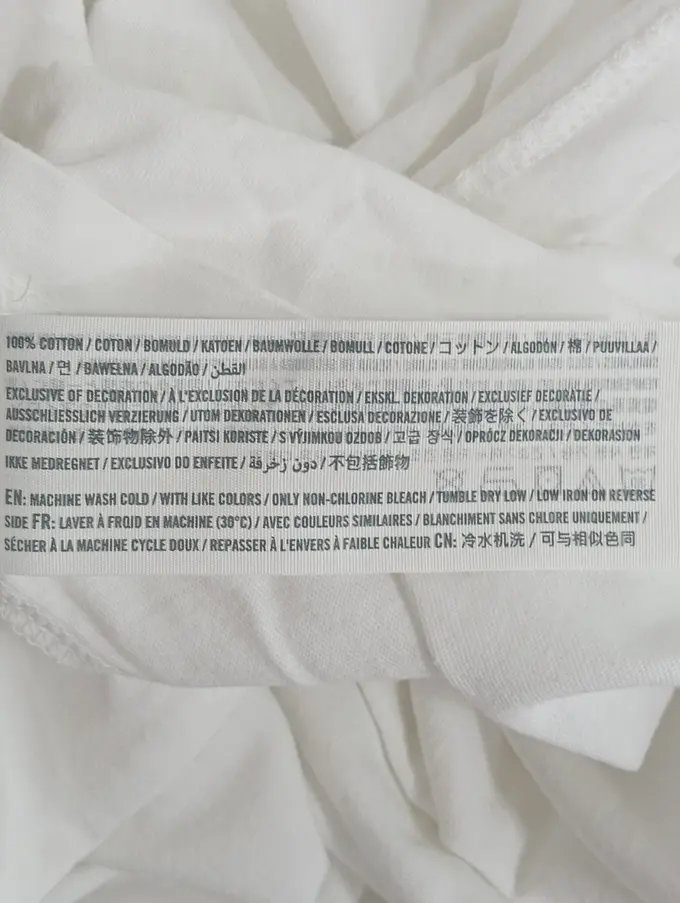 100% COTTON / COTON / BOMULD / KATOEN / BAUMWOLLE / BOMULL / COTONE / コットン / ALGODÓN / 棉 / PUUVILLAA /
BAVLNA / 면 / BAWEŁNA / ALGODÃO / القطن
EXCLUSIVE OF DECORATION / À L'EXCLUSION DE LA DÉCORATION / EKSKL. DEKORATION / EXCLUSIEF DECORATIE /
AUSSCHLIESSLICH VERZIERUNG / UTOM DEKORATIONEN / ESCLUSA DECORAZIONE / 装飾を除く / EXCLUSIVO DE
DECORACIÓN / 装饰物除外 / PAITSI KORISTE / S VÝJIMKOU OZDOB / 고급 장식 / OPRÓCZ DEKORACJI / DEKORASJON
IKKE MEDREGNET / EXCLUSIVO DO ENFEITE / دون زخرفة / 不包括飾物
EN: MACHINE WASH COLD / WITH LIKE COLORS / ONLY NON-CHLORINE BLEACH / TUMBLE DRY LOW / LOW IRON ON REVERSE
SIDE FR: LAVER À FROID EN MACHINE (30°C) / AVEC COULEURS SIMILAIRES / BLANCHIMENT SANS CHLORE UNIQUEMENT /
SÉCHER À LA MACHINE CYCLE DOUX / REPASSER À L'ENVERS À FAIBLE CHALEUR CN: 冷水机洗 / 可与相似色同